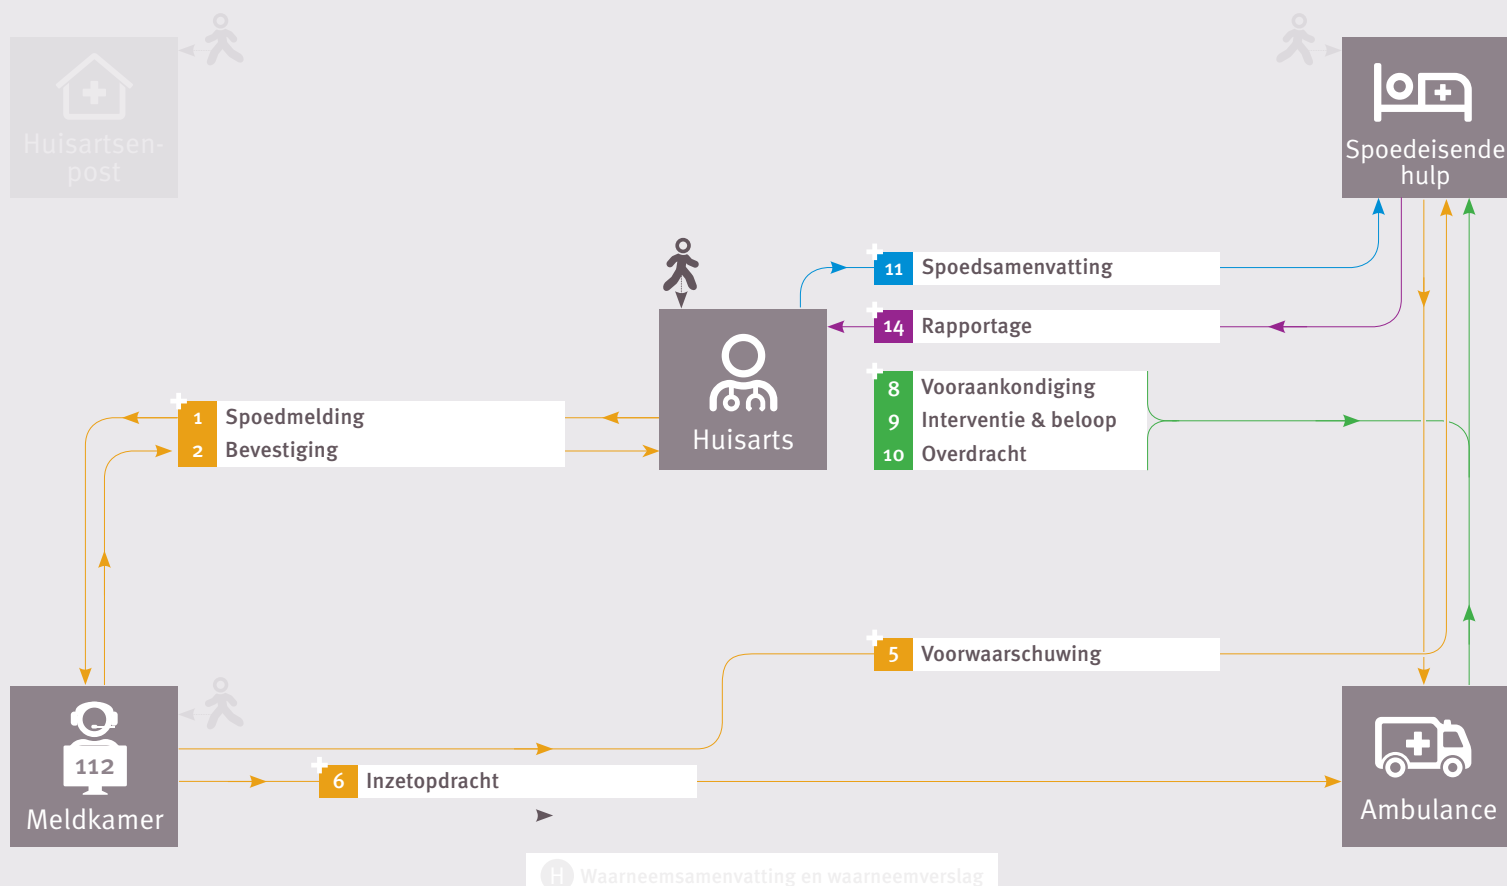 Huisartsen-
post
Spoedeisende
hulp
11 Spoedsamenvatting
14 Rapportage
Huisarts
8 Vooraankondiging
9 Interventie & beloop
10 Overdracht
1 Spoedmelding
2 Bevestiging
5 Voorwaarschuwing
112
Meldkamer
6 Inzetopdracht
Ambulance
H Waarneemsamenvatting en waarneemverslag